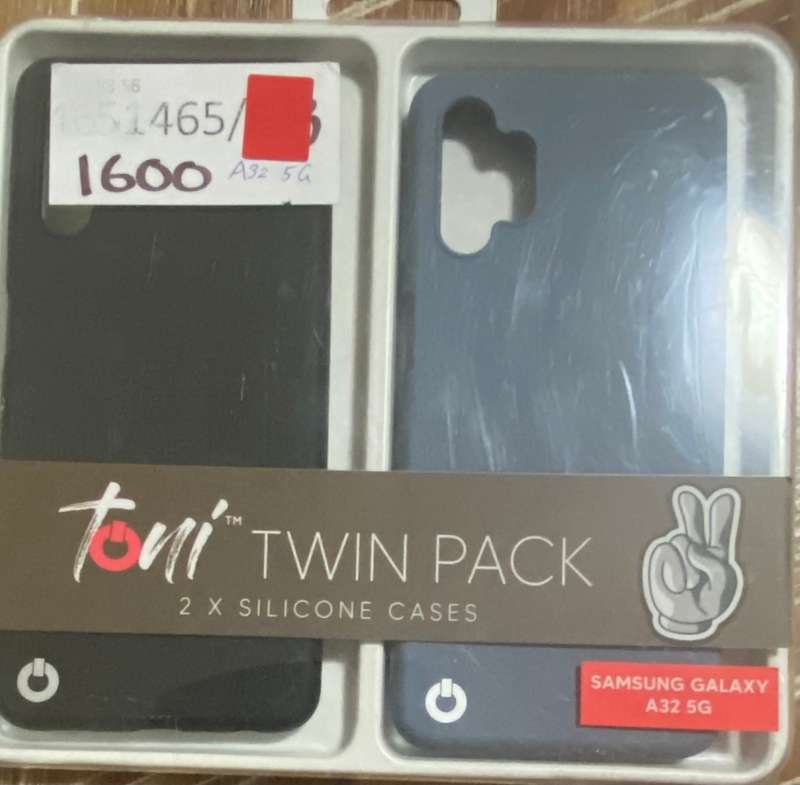 1465/
1600 A32 5G
toni™ TWIN PACK
2 X SILICONE CASES
SAMSUNG GALAXY
A32 5G